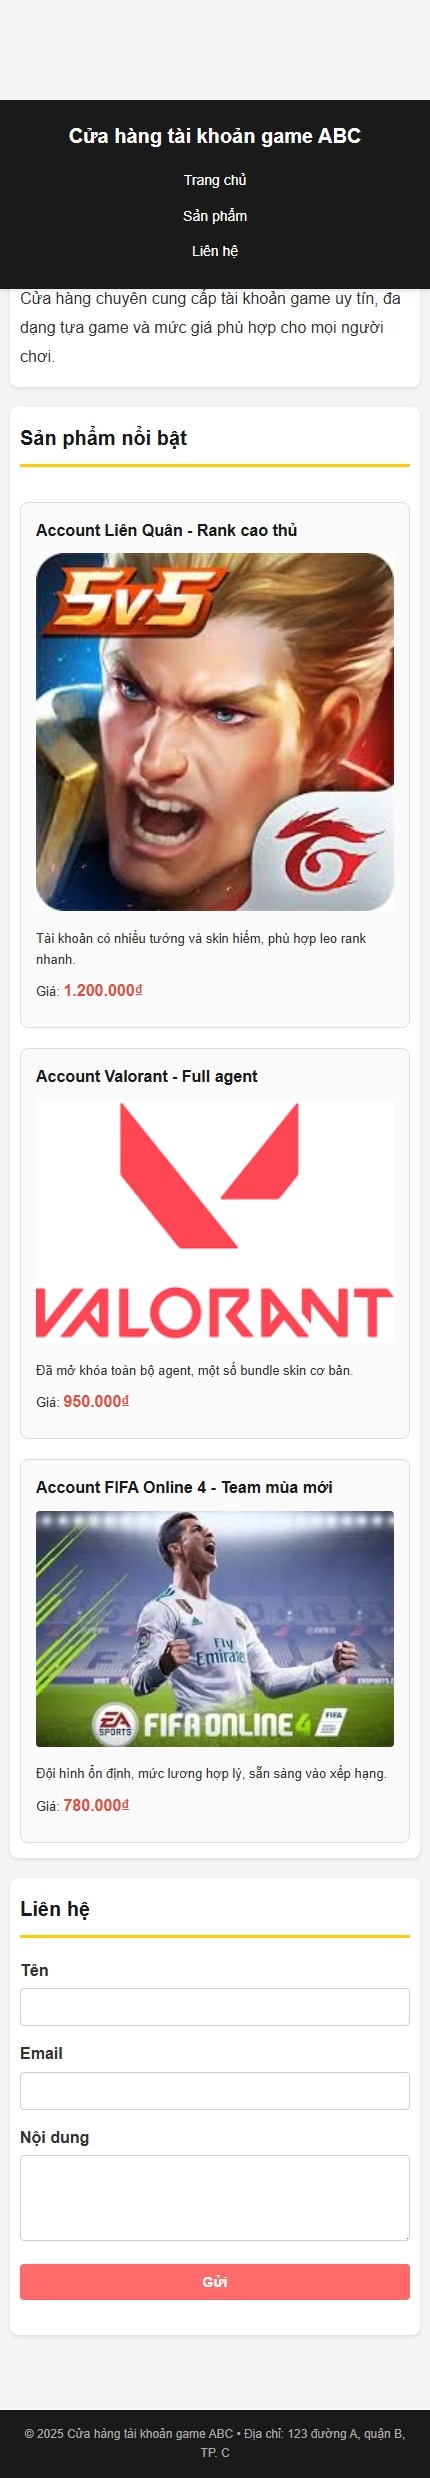 Cửa hàng tài khoản game ABC
Trang chủ
Sản phẩm
Liên hệ
Cửa hàng chuyên cung cấp tài khoản game uy tín, đa
dạng tựa game và mức giá phù hợp cho mọi người
chơi.
Sản phẩm nổi bật
Account Liên Quân - Rank cao thủ
5v5
Tài khoản có nhiều tướng và skin hiếm, phù hợp leo rank
nhanh.
Giá: 1.200.000₫
Account Valorant - Full agent
VALORANT
Đã mở khóa toàn bộ agent, một số bundle skin cơ bản.
Giá: 950.000₫
Account FIFA Online 4 - Team mùa mới
Fly
Emirates
EA
SPORTS
FIFA ONLINE 4
FIFA
Đội hình ổn định, mức lương hợp lý, sẵn sàng vào xếp hạng.
Giá: 780.000₫
Liên hệ
Tên
Email
Nội dung
Gửi
© 2025 Cửa hàng tài khoản game ABC • Địa chỉ: 123 đường A, quận B,
TP. C